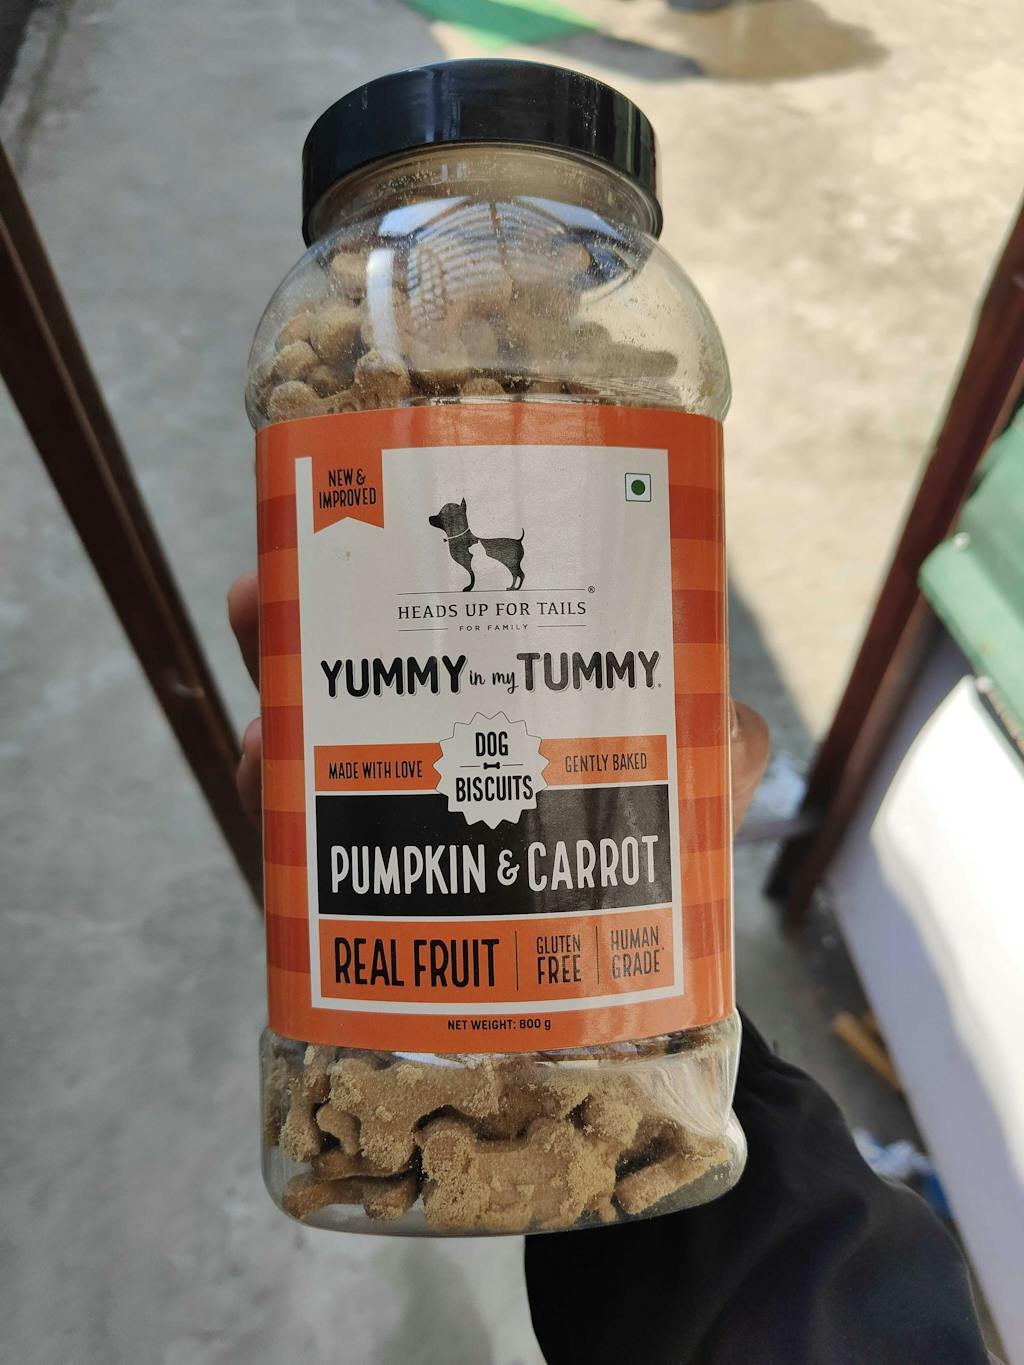 NEW &
IMPROVED
HEADS UP FOR TAILS®
FOR FAMILY
YUMMY in my TUMMY®
DOG
BISCUITS
MADE WITH LOVE
GENTLY BAKED
PUMPKIN & CARROT
REAL FRUIT
GLUTEN
FREE
HUMAN
GRADE*
NET WEIGHT: 800 g